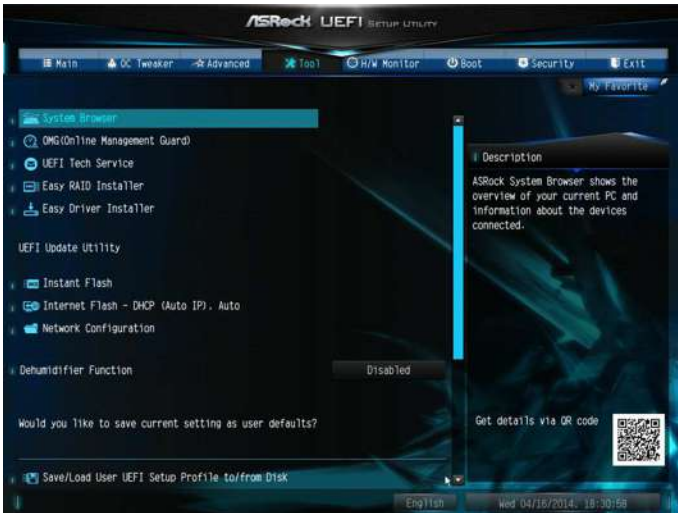 ASRock UEFI SETUP UTILITY
Main OC Tweaker Advanced Tool H/W Monitor Boot Security Exit
My Favorite
System Browser
OMG(Online Management Guard)
UEFI Tech Service
Easy RAID Installer
Easy Driver Installer
UEFI Update Utility
Instant Flash
Internet Flash - DHCP (Auto IP), Auto
Network Configuration
Dehumidifier Function Disabled
Would you like to save current setting as user defaults?
Save/Load User UEFI Setup Profile to/from Disk
Description
ASRock System Browser shows the
overview of your current PC and
information about the devices
connected.
Get details via QR code
English Wed 04/16/2014, 18:30:58